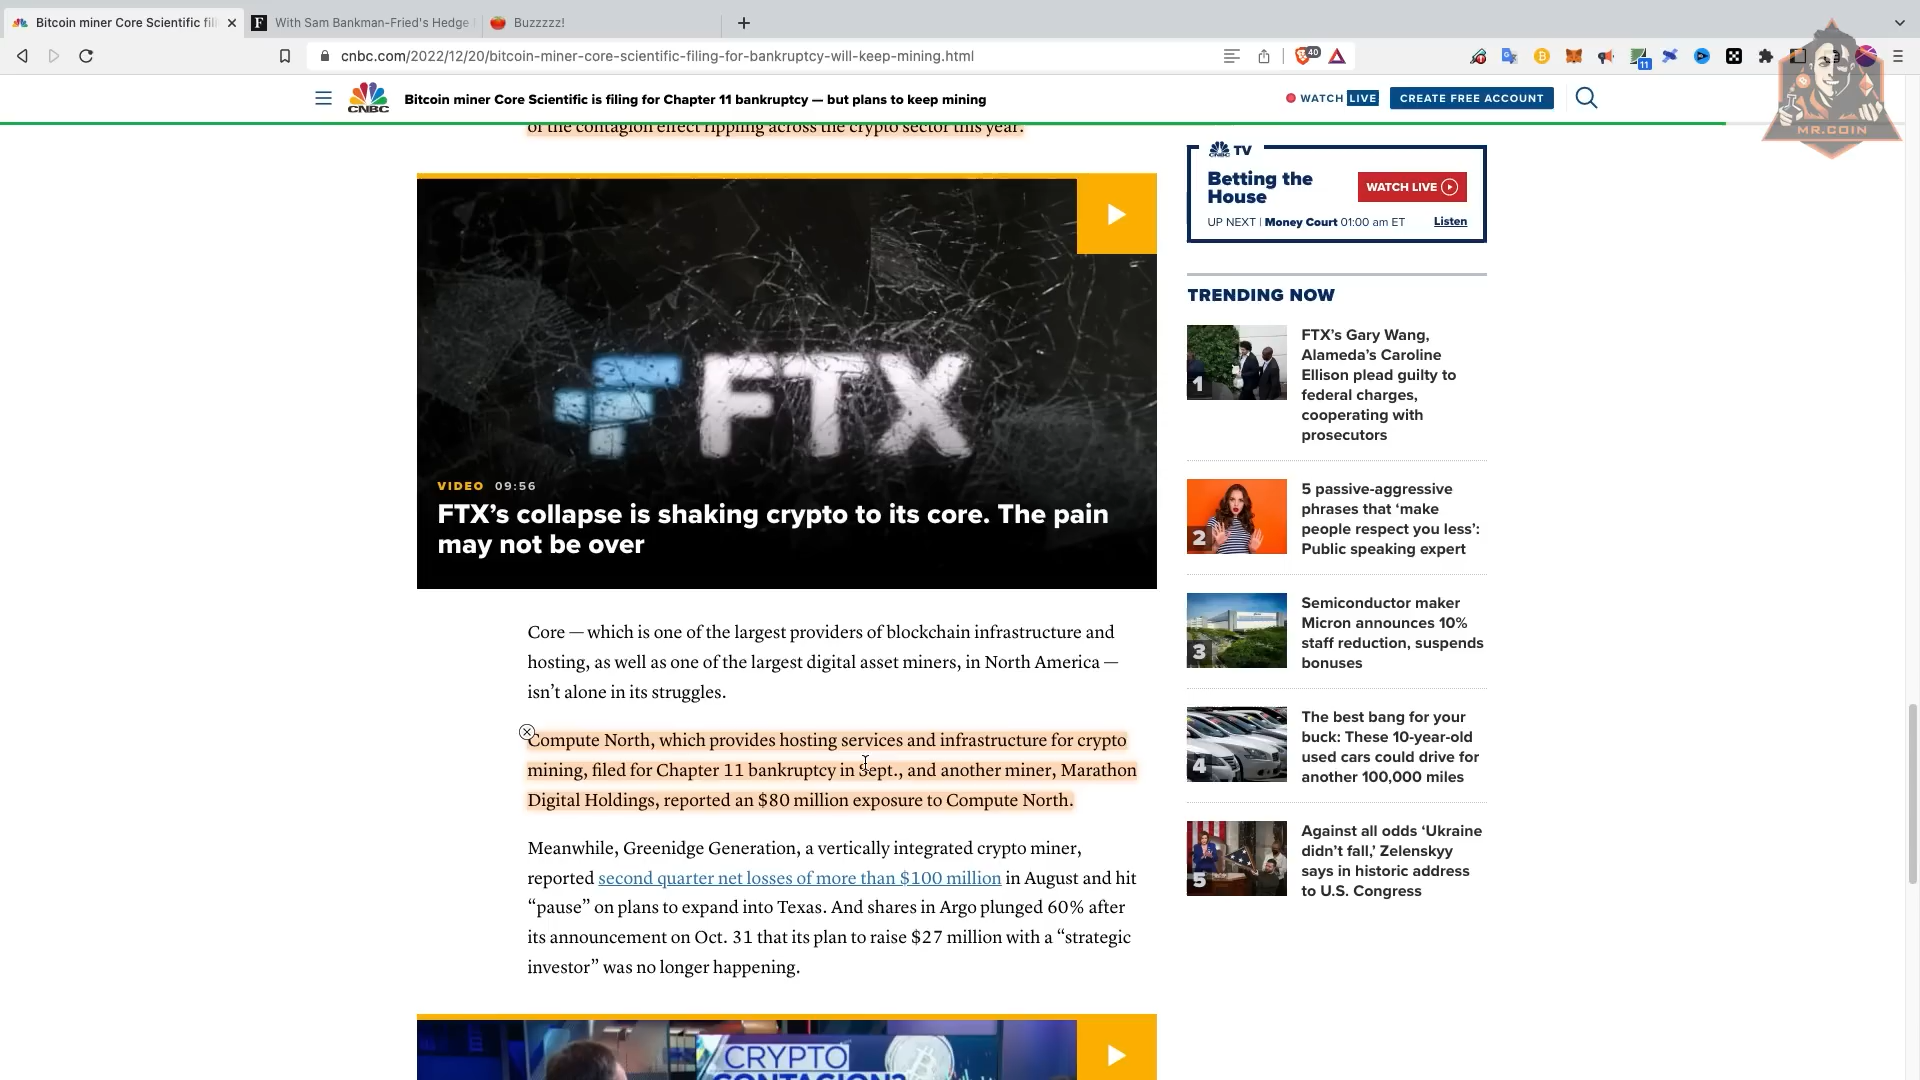 Bitcoin miner Core Scientific fili
With Sam Bankman-Fried's Hedge
Buzzzzz!
cnbc.com/2022/12/20/bitcoin-miner-core-scientific-filing-for-bankruptcy-will-keep-mining.html
40
11
CNBC
Bitcoin miner Core Scientific is filing for Chapter 11 bankruptcy — but plans to keep mining
WATCH LIVE
CREATE FREE ACCOUNT
MR.COIN
of the contagion effect rippling across the crypto sector this year.
FTX
VIDEO 09:56
FTX’s collapse is shaking crypto to its core. The pain
may not be over
Core — which is one of the largest providers of blockchain infrastructure and
hosting, as well as one of the largest digital asset miners, in North America —
isn’t alone in its struggles.
Compute North, which provides hosting services and infrastructure for crypto
mining, filed for Chapter 11 bankruptcy in Sept., and another miner, Marathon
Digital Holdings, reported an $80 million exposure to Compute North.
Meanwhile, Greenidge Generation, a vertically integrated crypto miner,
reported second quarter net losses of more than $100 million in August and hit
“pause” on plans to expand into Texas. And shares in Argo plunged 60% after
its announcement on Oct. 31 that its plan to raise $27 million with a “strategic
investor” was no longer happening.
CRYPTO
CONTAGION?
TV
Betting the
House
WATCH LIVE
UP NEXT | Money Court 01:00 am ET
Listen
TRENDING NOW
1
FTX’s Gary Wang,
Alameda’s Caroline
Ellison plead guilty to
federal charges,
cooperating with
prosecutors
2
5 passive-aggressive
phrases that ‘make
people respect you less’:
Public speaking expert
3
Semiconductor maker
Micron announces 10%
staff reduction, suspends
bonuses
4
The best bang for your
buck: These 10-year-old
used cars could drive for
another 100,000 miles
5
Against all odds ‘Ukraine
didn’t fall,’ Zelenskyy
says in historic address
to U.S. Congress